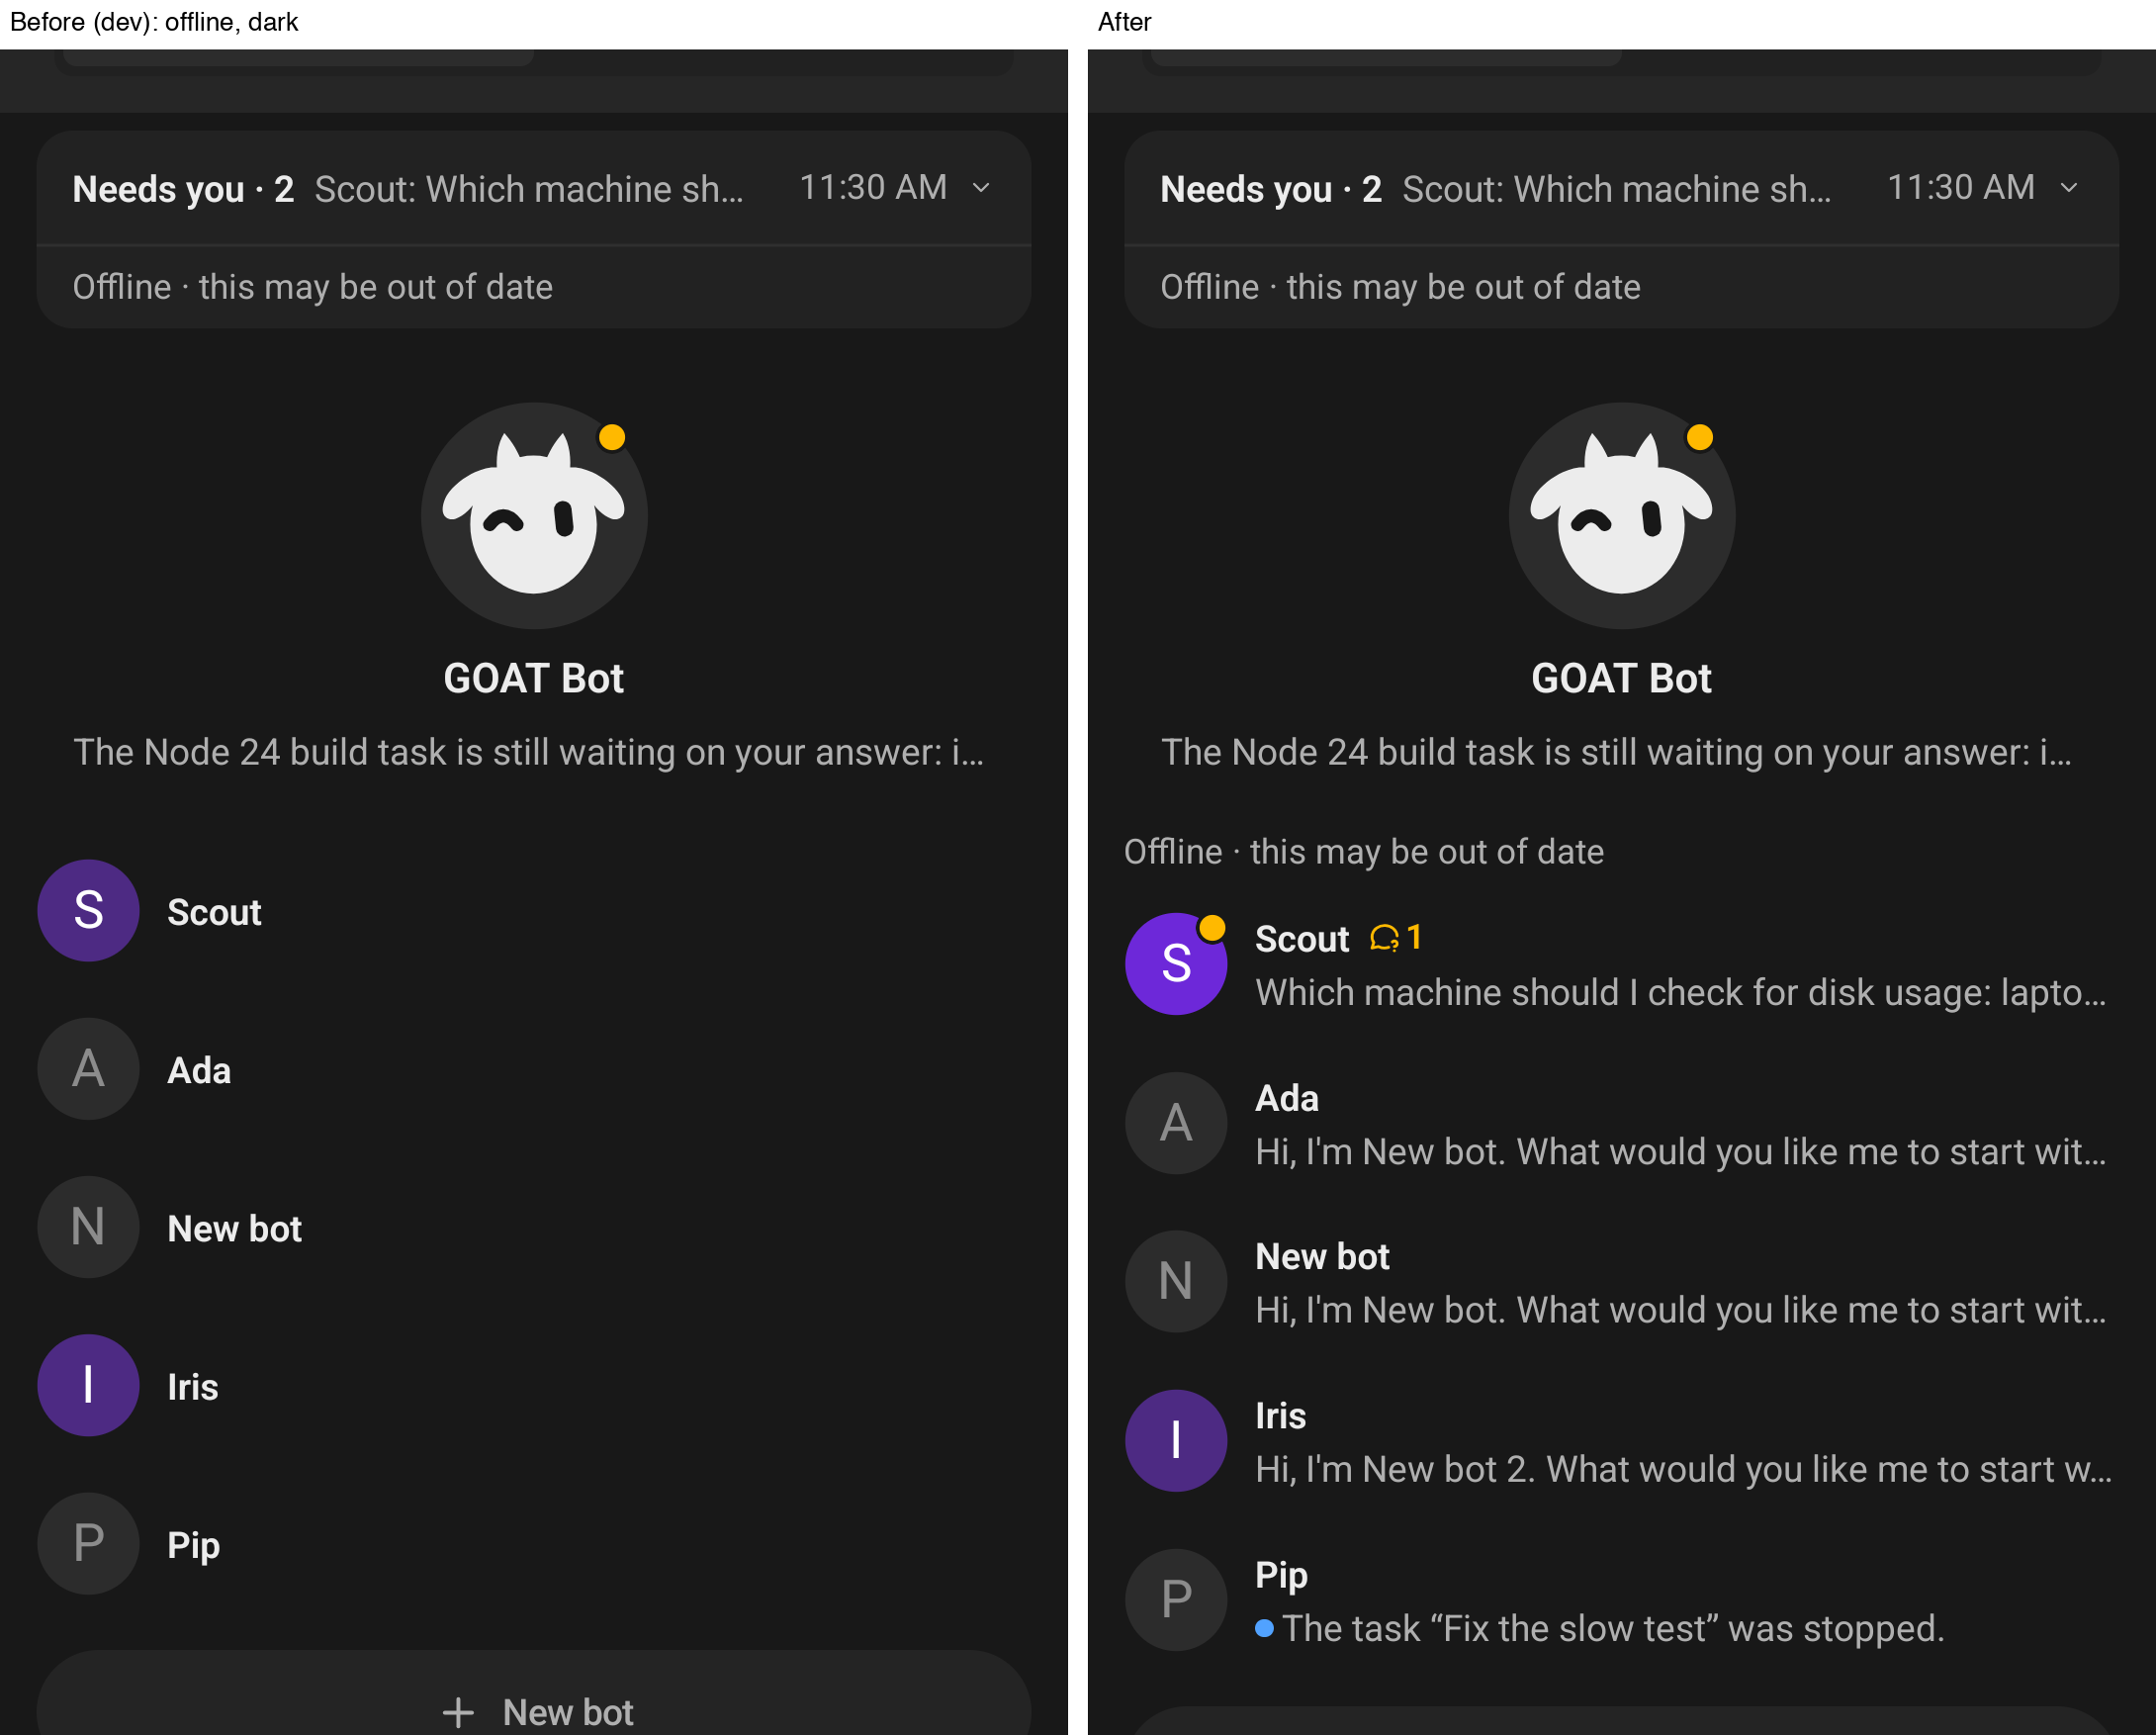 Before (dev): offline, dark
Needs you · 2 Scout: Which machine sh… 11:30 AM
Offline · this may be out of date
GOAT Bot
The Node 24 build task is still waiting on your answer: i…
S Scout
A Ada
N New bot
I Iris
P Pip
+ New bot
After
Needs you · 2 Scout: Which machine sh… 11:30 AM
Offline · this may be out of date
GOAT Bot
The Node 24 build task is still waiting on your answer: i…
Offline · this may be out of date
S Scout 1
Which machine should I check for disk usage: lapto…
A Ada
Hi, I'm New bot. What would you like me to start wit…
N New bot
Hi, I'm New bot. What would you like me to start wit…
I Iris
Hi, I'm New bot 2. What would you like me to start w…
P Pip
The task “Fix the slow test” was stopped.